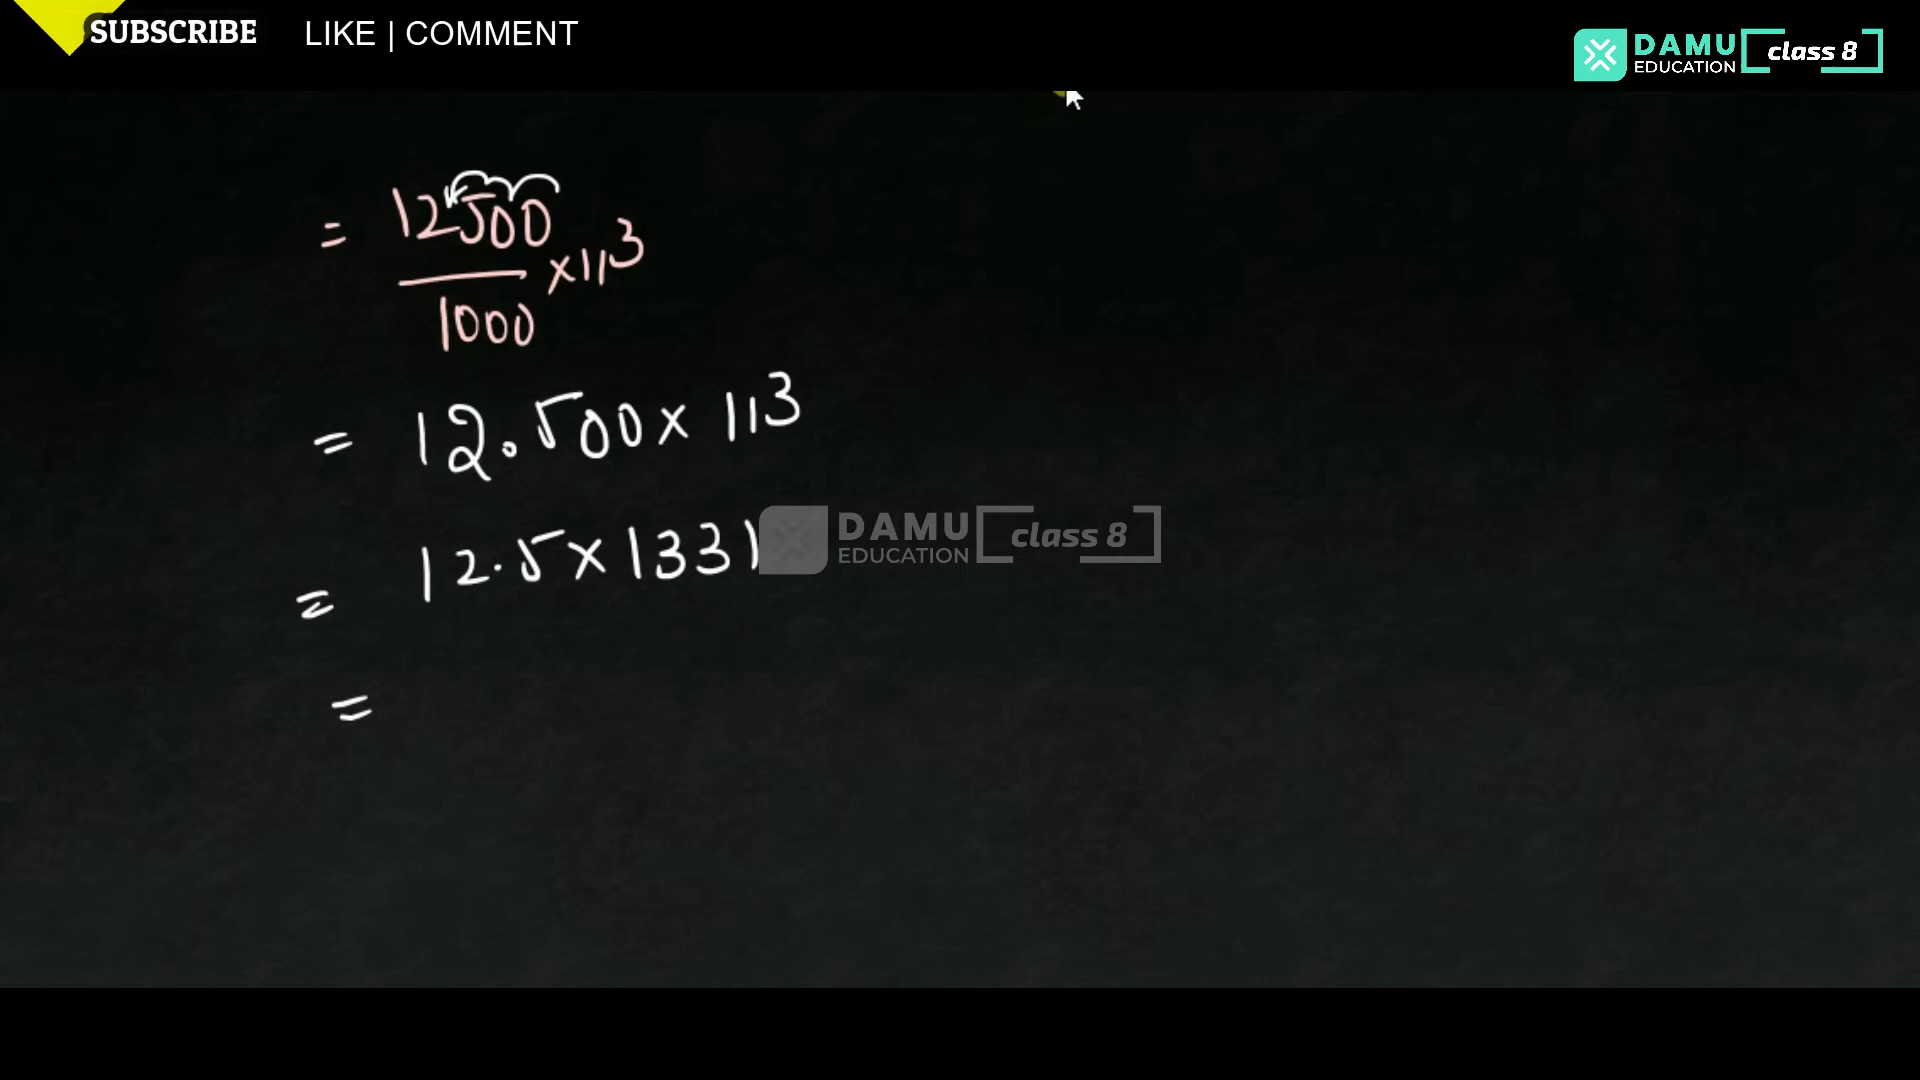 SUBSCRIBE LIKE | COMMENT
DAMU EDUCATION class 8
= 12500/1000 × 11³
= 12.500 × 11³
DAMU EDUCATION class 8
= 12.5 × 1331
=